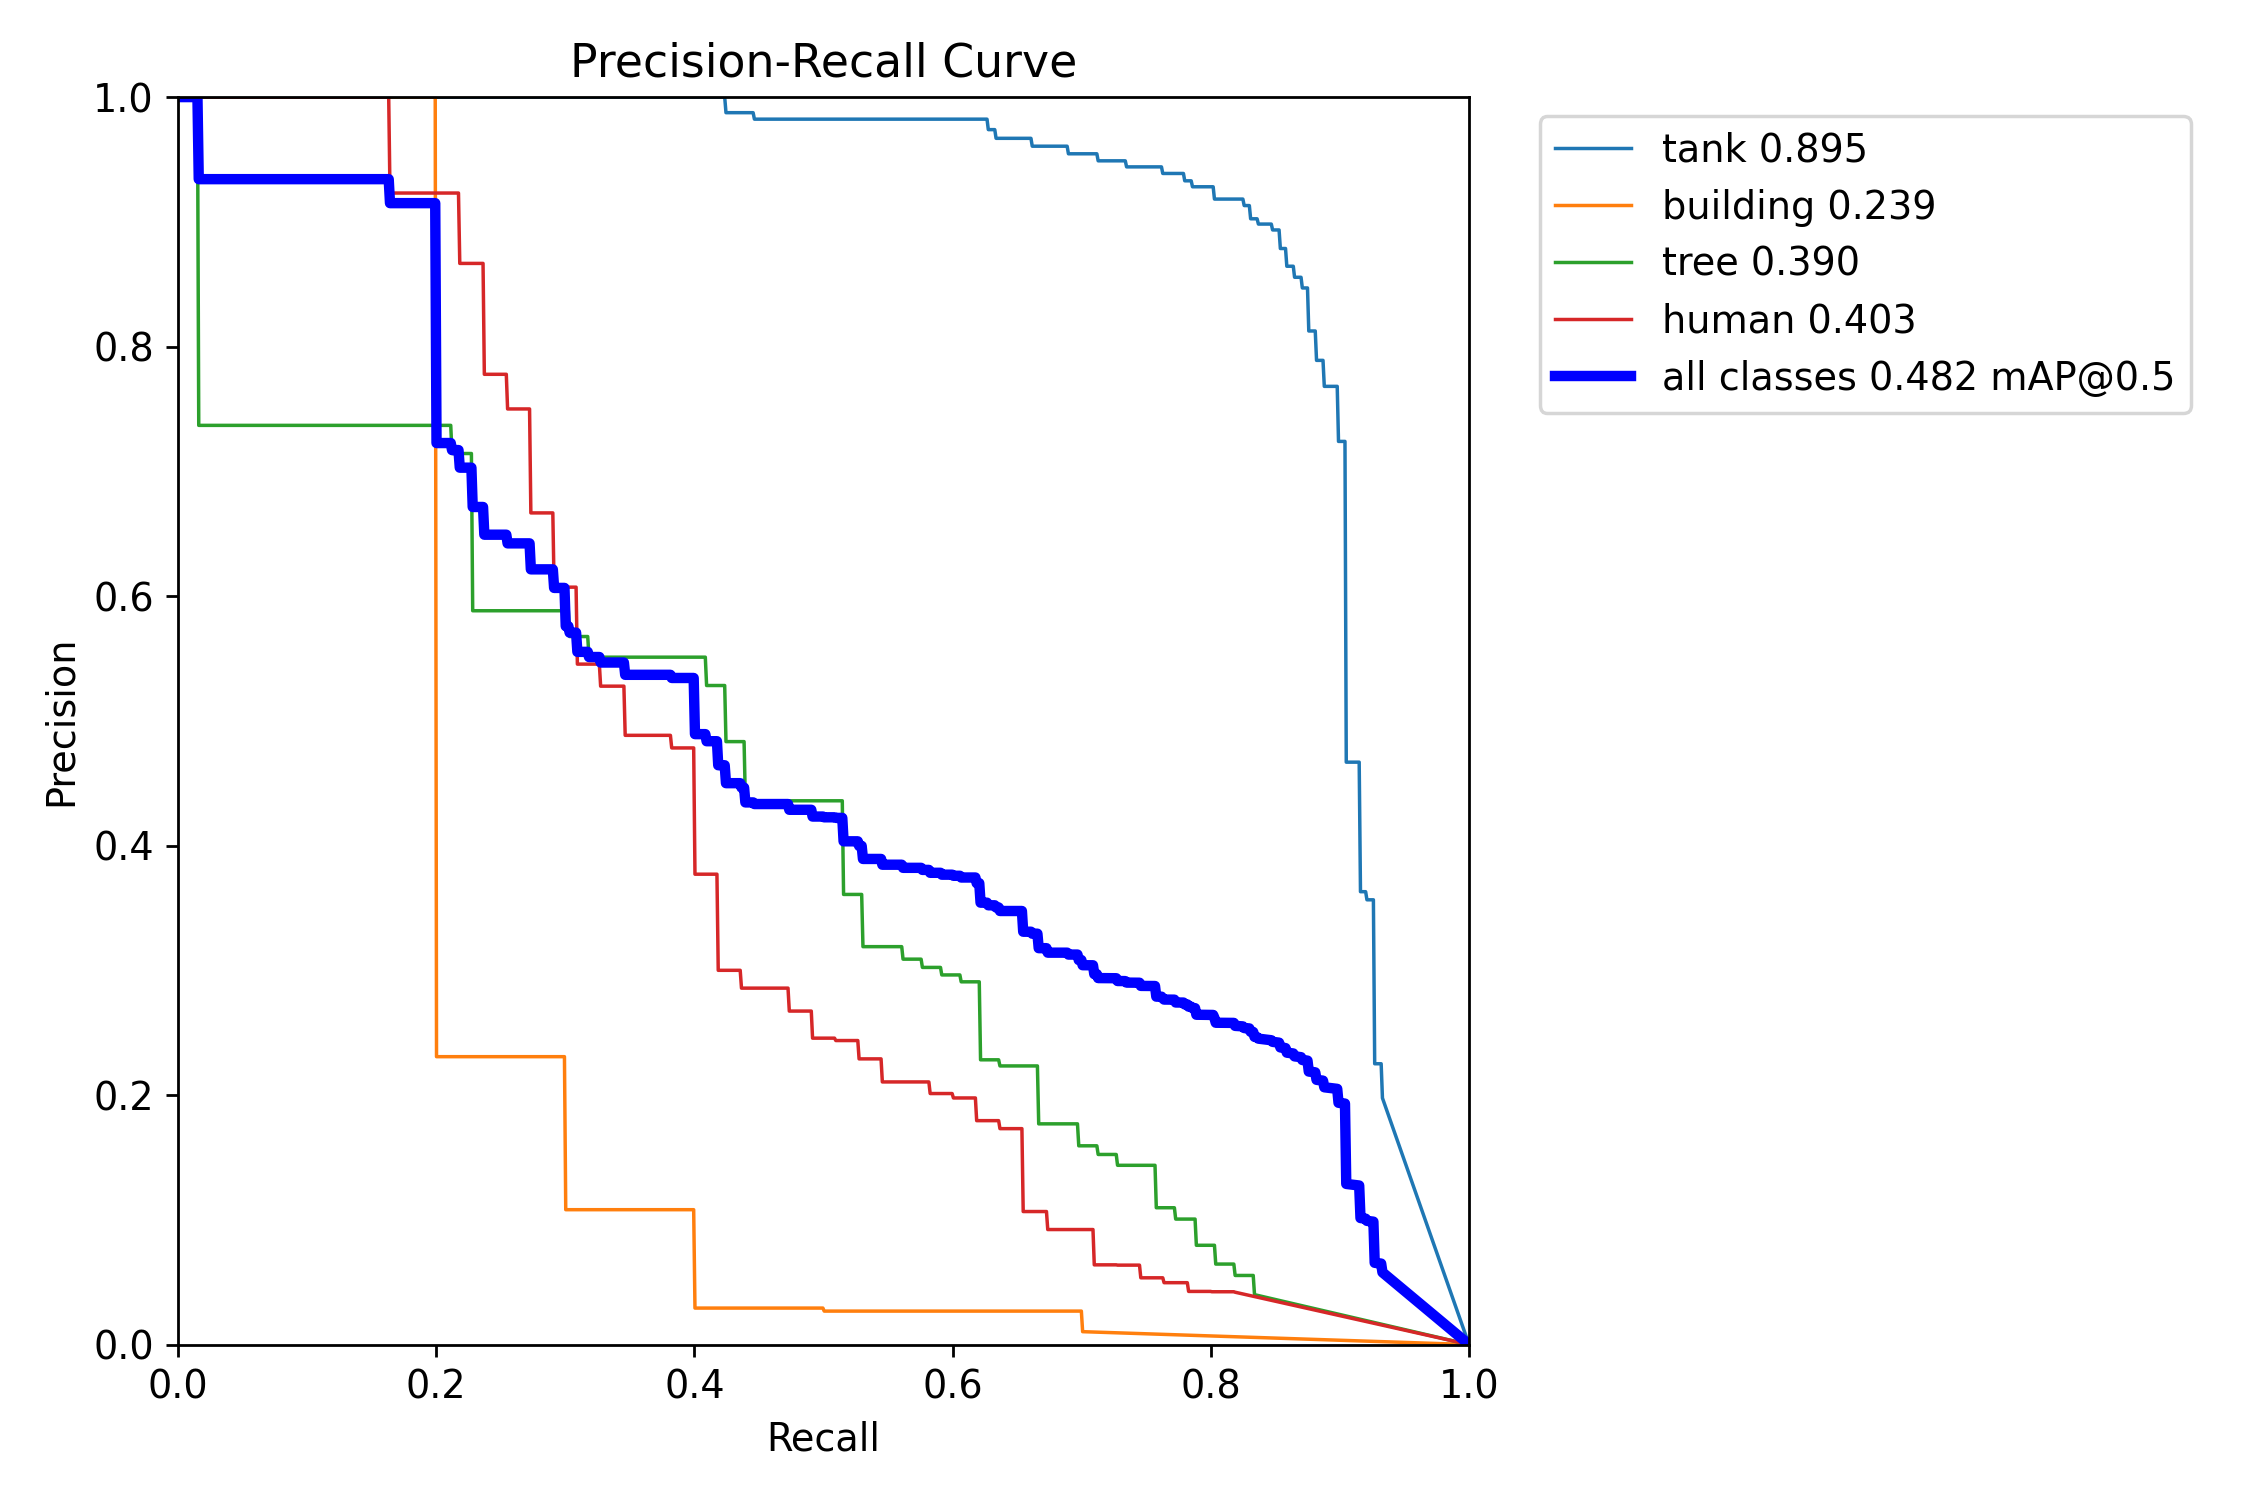 Precision-Recall Curve
1.0
0.8
0.6
0.4
0.2
0.0
Precision
0.0 0.2 0.4 0.6 0.8 1.0
Recall
tank 0.895
building 0.239
tree 0.390
human 0.403
all classes 0.482 mAP@0.5